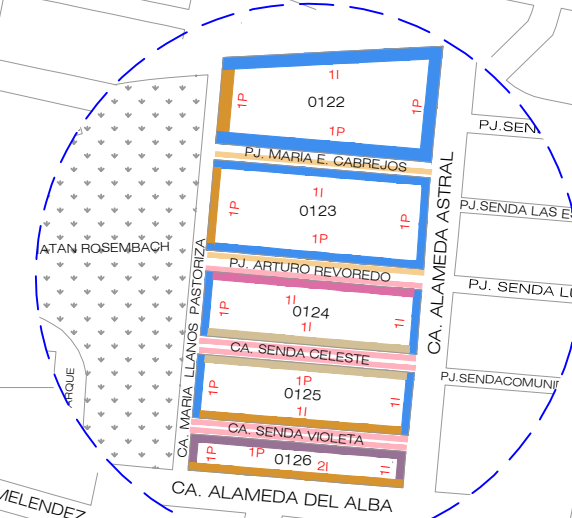 1I
1P
0122
1P
1P
PJ.SEN
PJ. MARIA E. CABREJOS
1I
1P
0123
1P
1P
PJ.SENDA LAS ES
CA. ALAMEDA ASTRAL
ATAN ROSEMBACH
CA. MARIA LLANOS PASTORIZA
PJ. ARTURO REVOREDO
PJ. SENDA LU
1I
1P
0124
1I
1I
CA. SENDA CELESTE
1P
1P
0125
1I
1I
PJ.SENDACOMUNI
ARQUE
CA. SENDA VIOLETA
1P
1P
0126
2I
1I
MELENDEZ
CA. ALAMEDA DEL ALBA